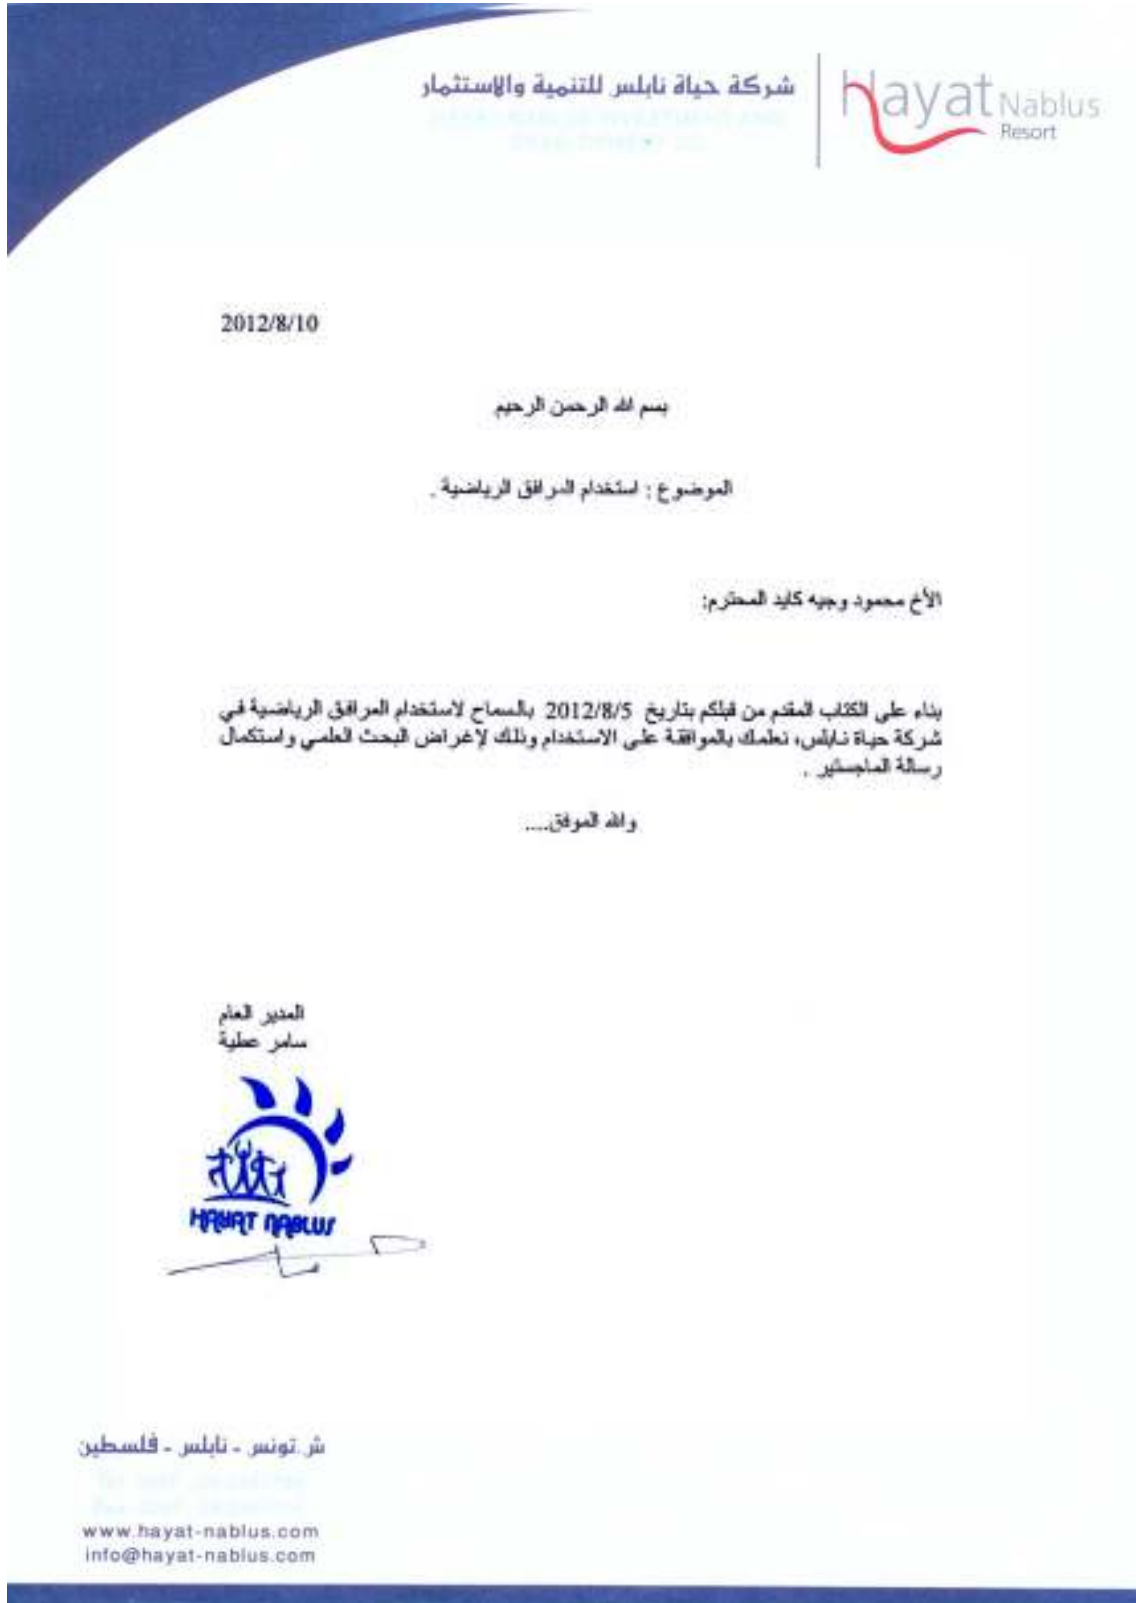 Hayat Nablus
Resort
شركة حياة نابلس للتنمية والاستثمار
2012/8/10
بسم الله الرحمن الرحيم
الموضوع : استخدام المرافق الرياضية .
الأخ محمود وجيه كايد المحترم:
بناء على الكتاب المقدم من قبلكم بتاريخ 2012/8/5 بالسماح لاستخدام المرافق الرياضية في
شركة حياة نابلس، نعلمك بالموافقة على الاستخدام وذلك لإغراض البحث العلمي واستكمال
رسالة الماجستير .
والله الموفق....
المدير العام
سامر عطية
HAYAT NABLUS
ش.تونس - نابلس - فلسطين
www.hayat-nablus.com
info@hayat-nablus.com